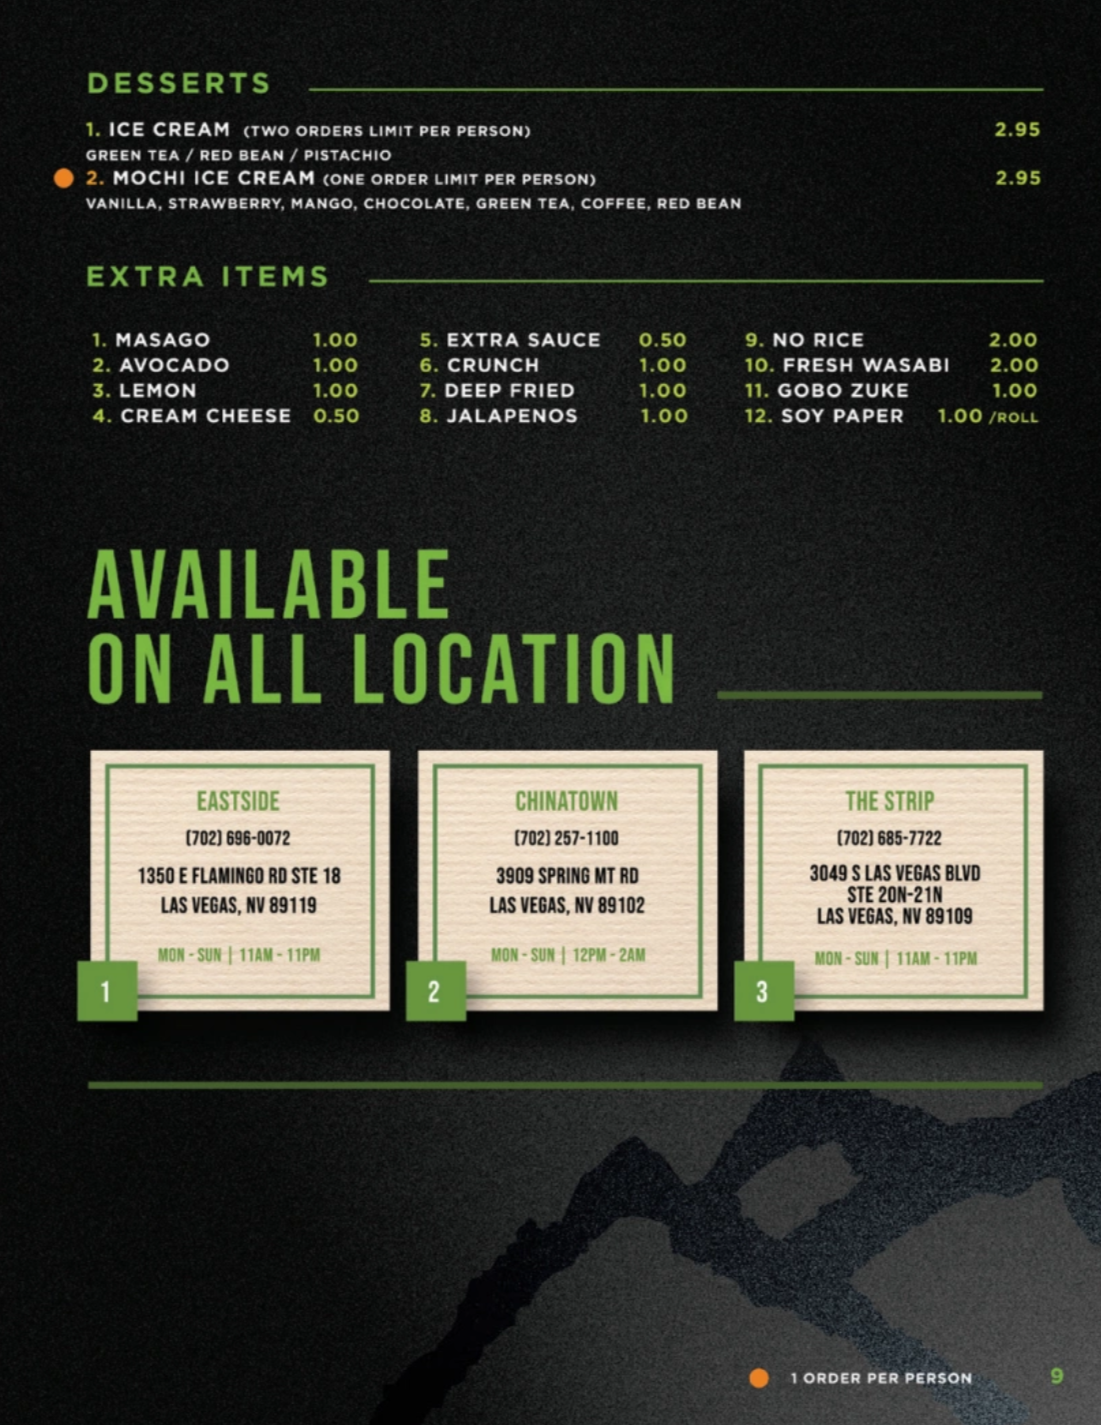 DESSERTS
1. ICE CREAM (TWO ORDERS LIMIT PER PERSON) 2.95
GREEN TEA / RED BEAN / PISTACHIO
2. MOCHI ICE CREAM (ONE ORDER LIMIT PER PERSON) 2.95
VANILLA, STRAWBERRY, MANGO, CHOCOLATE, GREEN TEA, COFFEE, RED BEAN
EXTRA ITEMS
1. MASAGO 1.00
2. AVOCADO 1.00
3. LEMON 1.00
4. CREAM CHEESE 0.50
5. EXTRA SAUCE 0.50
6. CRUNCH 1.00
7. DEEP FRIED 1.00
8. JALAPENOS 1.00
9. NO RICE 2.00
10. FRESH WASABI 2.00
11. GOBO ZUKE 1.00
12. SOY PAPER 1.00 /ROLL
AVAILABLE
ON ALL LOCATION
EASTSIDE
(702) 696-0072
1350 E FLAMINGO RD STE 18
LAS VEGAS, NV 89119
MON - SUN | 11AM - 11PM
1
CHINATOWN
(702) 257-1100
3909 SPRING MT RD
LAS VEGAS, NV 89102
MON - SUN | 12PM - 2AM
2
THE STRIP
(702) 685-7722
3049 S LAS VEGAS BLVD
STE 20N-21N
LAS VEGAS, NV 89109
MON - SUN | 11AM - 11PM
3
1 ORDER PER PERSON
9